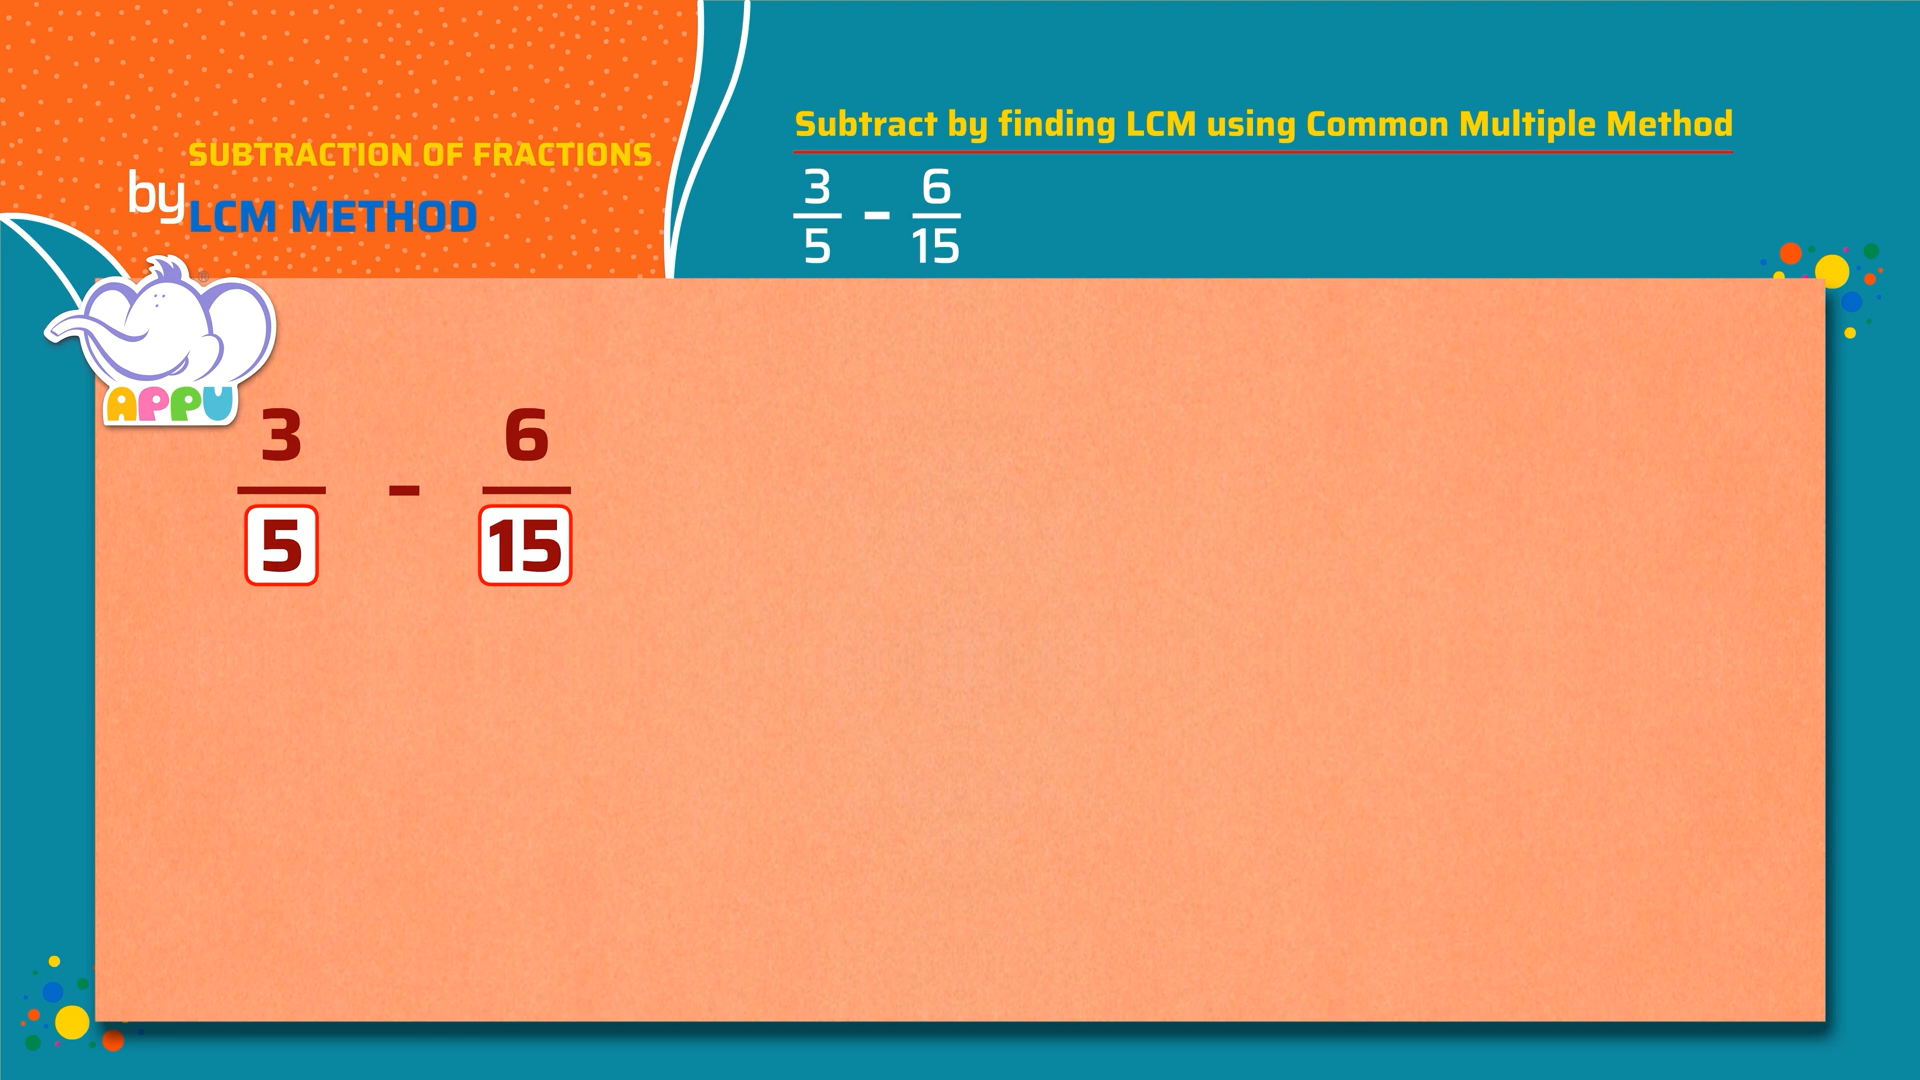 SUBTRACTION OF FRACTIONS
by LCM METHOD
Subtract by finding LCM using Common Multiple Method
3/5 - 6/15
APPU
®
3/5 - 6/15